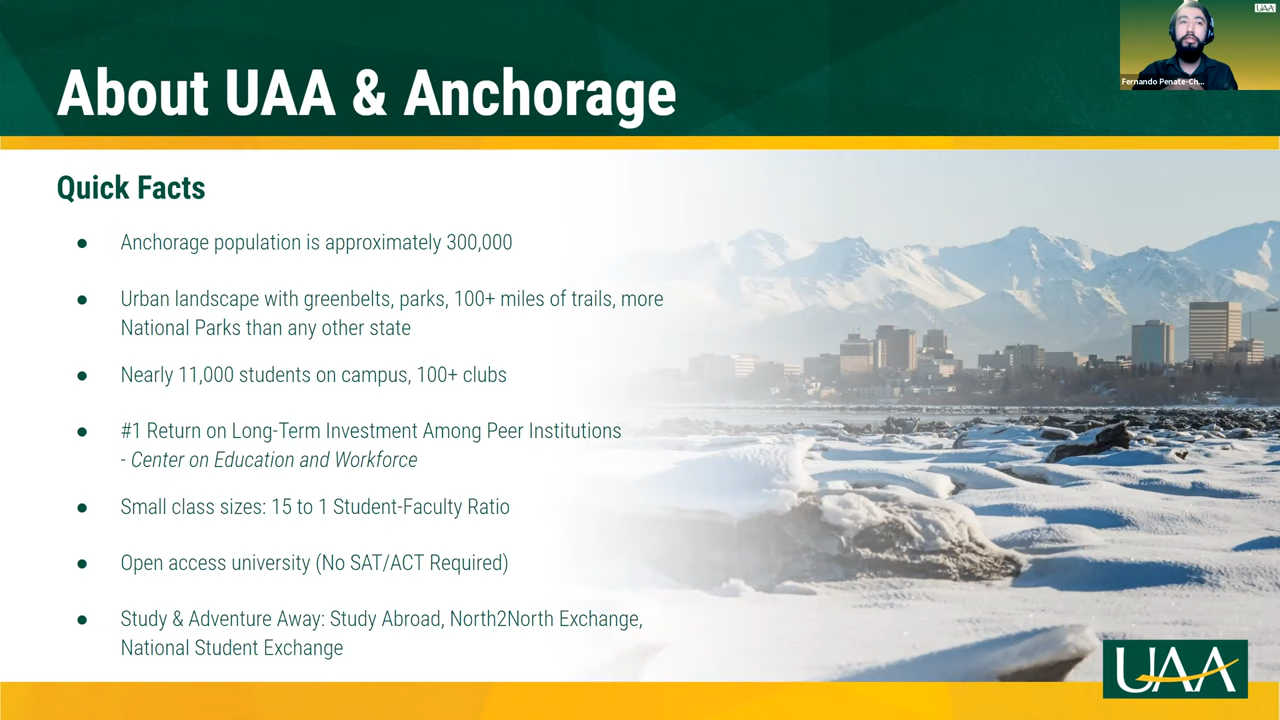 About UAA & Anchorage
UAA
Fernando Penate-Ch...
Quick Facts
● Anchorage population is approximately 300,000
● Urban landscape with greenbelts, parks, 100+ miles of trails, more
National Parks than any other state
● Nearly 11,000 students on campus, 100+ clubs
● #1 Return on Long-Term Investment Among Peer Institutions
- Center on Education and Workforce
● Small class sizes: 15 to 1 Student-Faculty Ratio
● Open access university (No SAT/ACT Required)
● Study & Adventure Away: Study Abroad, North2North Exchange,
National Student Exchange
UAA